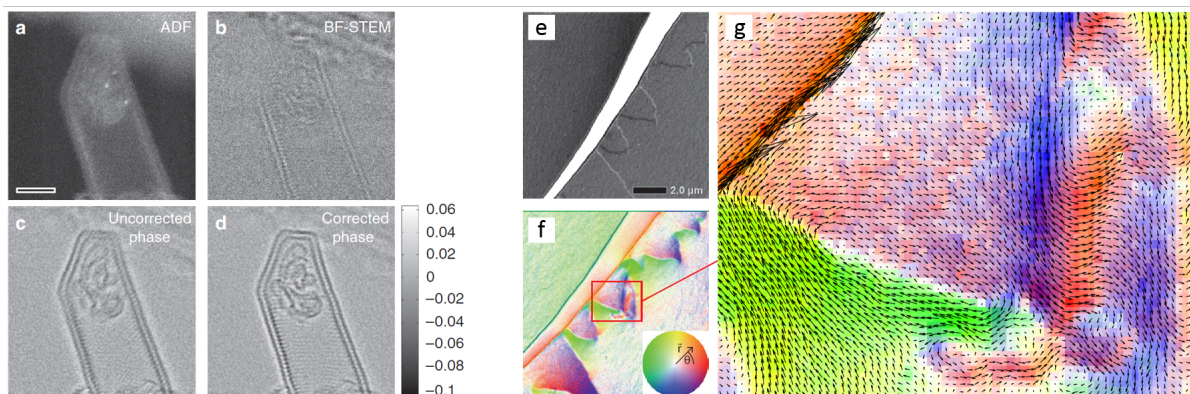 a
ADF
b
BF-STEM
c
Uncorrected
phase
d
Corrected
phase
0.06
0.04
0.02
0
−0.02
−0.04
−0.06
−0.08
−0.1
e
2.0 µm
f
r
θ
g